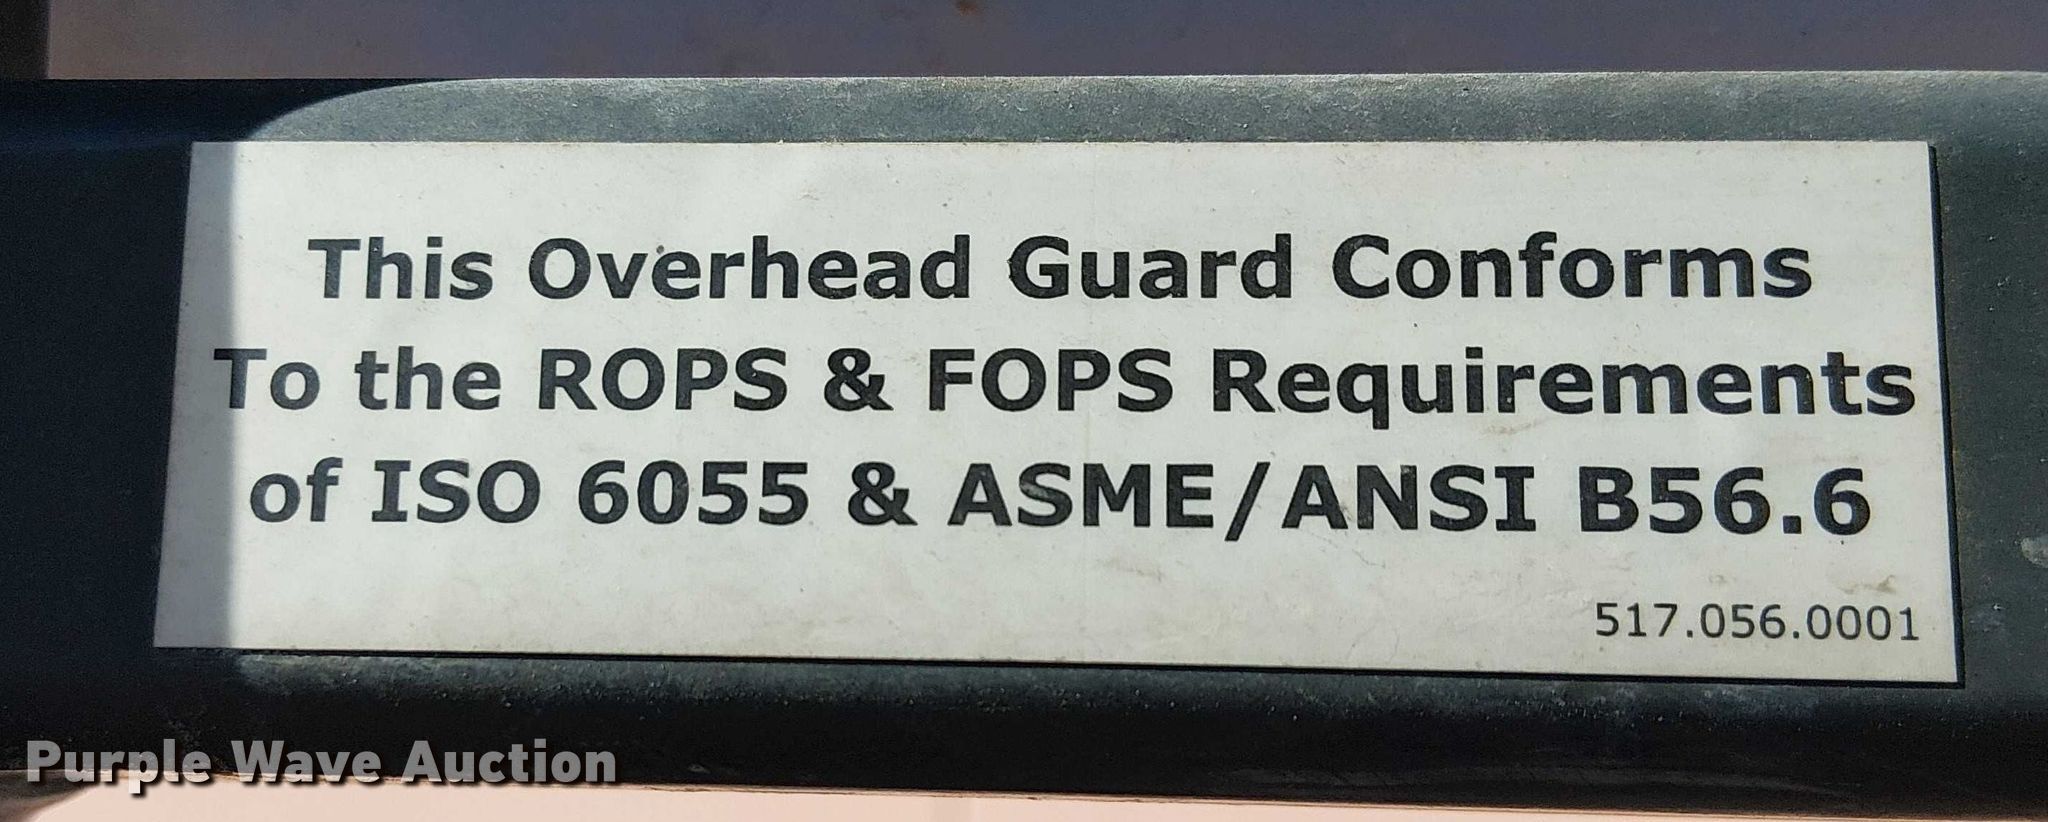 This Overhead Guard Conforms
To the ROPS & FOPS Requirements
of ISO 6055 & ASME/ANSI B56.6
517.056.0001
Purple Wave Auction